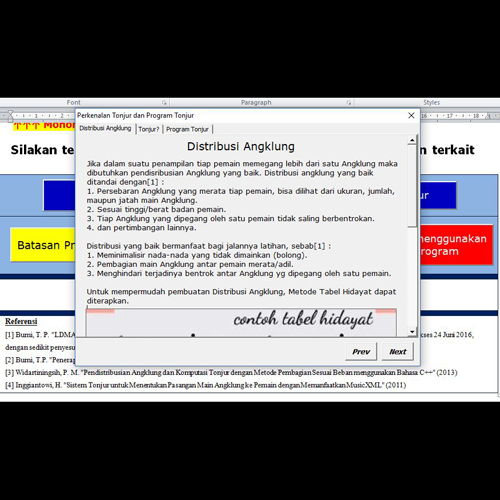 Font
Paragraph
Styles
↑↑↑ Mohon
Perkenalan Tonjur dan Program Tonjur
Distribusi Angklung
Tonjur?
Program Tonjur
Silakan te
n terkait
Distribusi Angklung
Jika dalam suatu penampilan tiap pemain memegang lebih dari satu Angklung maka
dibutuhkan pendisribusian Angklung yang baik. Distribusi angklung yang baik
ditandai dengan[1] :
1. Persebaran Angklung yang merata tiap pemain, bisa dilihat dari ukuran, jumlah,
maupun jatah main Angklung.
2. Sesuai tinggi/berat badan pemain.
3. Tiap Angklung yang dipegang oleh satu pemain tidak saling berbentrokan.
4. dan pertimbangan lainnya.
Distribusi yang baik bermanfaat bagi jalannya latihan, sebab[1] :
1. Meminimalisir nada-nada yang tidak dimainkan (bolong).
2. Pembagian main Angklung antar pemain merata/adil.
3. Menghindari terjadinya bentrok antar Angklung yg dipegang oleh satu pemain.
Untuk mempermudah pembuatan Distribusi Angklung, Metode Tabel Hidayat dapat
diterapkan.
contoh tabel hidayat
Batasan Pr
menggunakan
rogram
Prev
Next
Referensi
[1] Bumi, T. P. "LDMA
kses 24 Juni 2016,
dengan sedikit penyesu
[2] Bumi, T.P. "Penerap
[3] Widartiningsih, P. M. "Pendistribusian Angklung dan Komputasi Tonjur dengan Metode Pembagian Sesuai Beban menggunakan Bahasa C++" (2013)
[4] Inggiantowi, H. "Sistem Tonjur untuk Menentukan Pasangan Main Angklung ke Pemain dengan Memanfaatkan MusicXML" (2011)